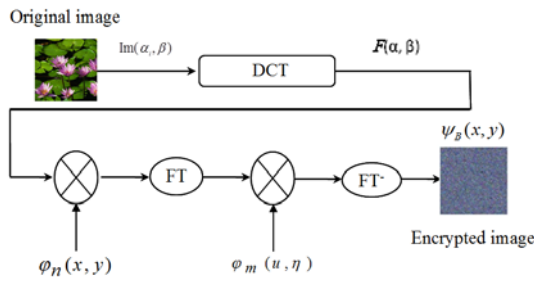 Original image
Im(α,,β)
DCT
F(α,β)
ψ_B(x,y)
FT
FT-
φ_n(x,y)
φ_m(u,η)
Encrypted image